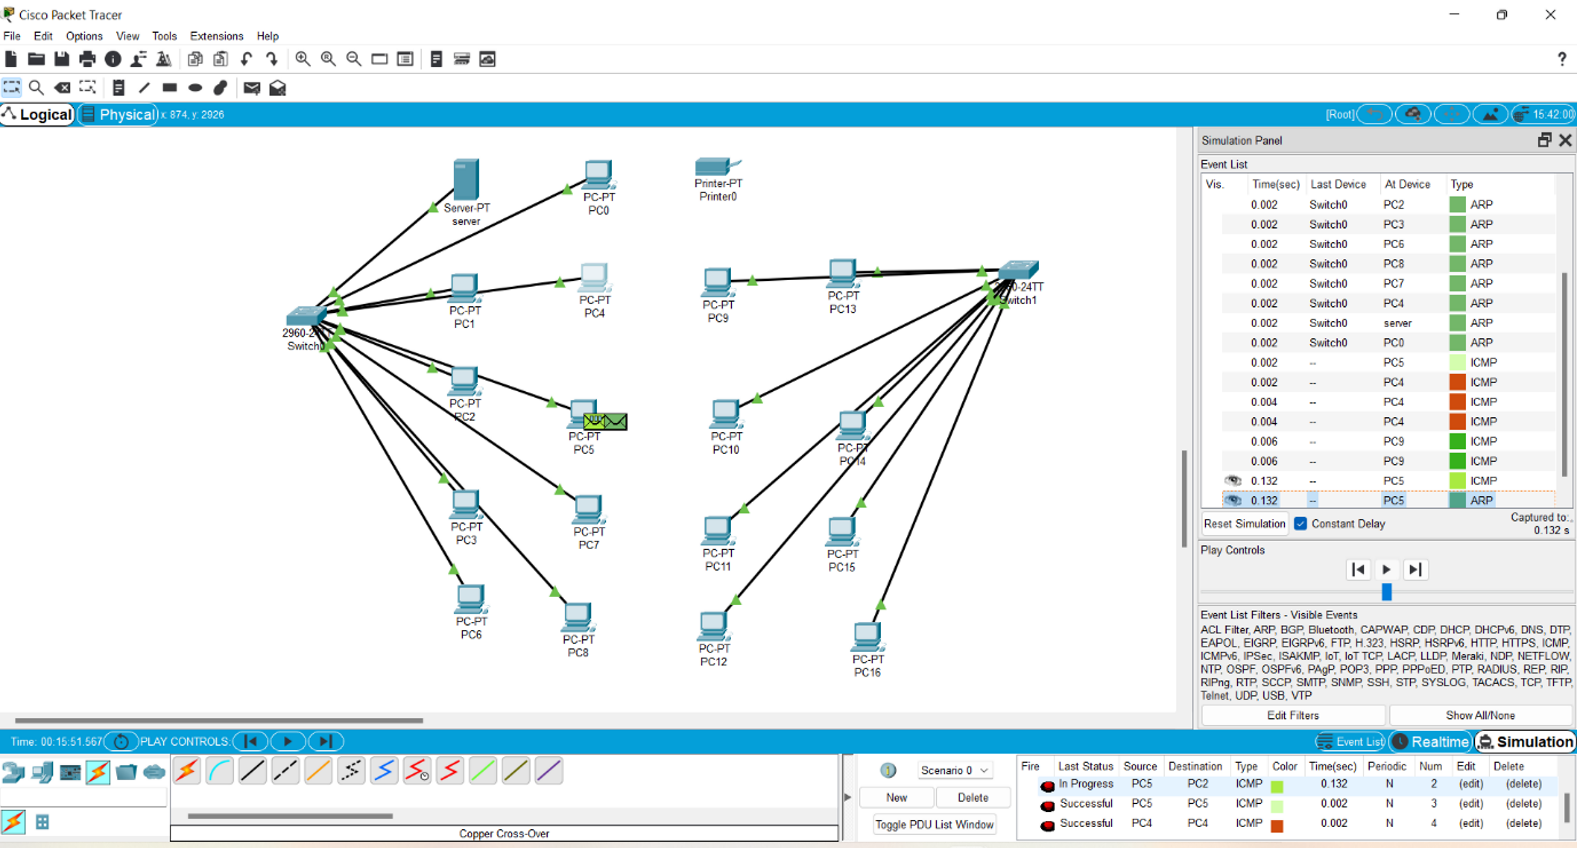 Cisco Packet Tracer
File Edit Options View Tools Extensions Help
?
Logical Physical x: 874, y: 2926 [Root] 15:42:00
Simulation Panel
Event List
Vis. Time(sec) Last Device At Device Type
0.002 Switch0 PC2 ARP
0.002 Switch0 PC3 ARP
0.002 Switch0 PC6 ARP
0.002 Switch0 PC8 ARP
0.002 Switch0 PC7 ARP
0.002 Switch0 PC4 ARP
0.002 Switch0 server ARP
0.002 Switch0 PC0 ARP
0.002 -- PC5 ICMP
0.002 -- PC4 ICMP
0.004 -- PC4 ICMP
0.004 -- PC4 ICMP
0.006 -- PC9 ICMP
0.006 -- PC9 ICMP
0.132 -- PC5 ICMP
0.132 -- PC5 ARP
Reset Simulation Constant Delay Captured to:
0.132 s
Play Controls
Event List Filters - Visible Events
ACL Filter, ARP, BGP, Bluetooth, CAPWAP, CDP, DHCP, DHCPv6, DNS, DTP,
EAPOL, EIGRP, EIGRPv6, FTP, H.323, HSRP, HSRPv6, HTTP, HTTPS, ICMP,
ICMPv6, IPSec, ISAKMP, IoT, IoT TCP, LACP, LLDP, Meraki, NDP, NETFLOW,
NTP, OSPF, OSPFv6, PAgP, POP3, PPP, PPPoED, PTP, RADIUS, REP, RIP,
RIPng, RTP, SCCP, SMTP, SNMP, SSH, STP, SYSLOG, TACACS, TCP, TFTP,
Telnet, UDP, USB, VTP
Edit Filters Show All/None
Server-PT
server
PC-PT
PC0
Printer-PT
Printer0
PC-PT
PC1
PC-PT
PC4
PC-PT
PC9
PC-PT
PC13
Switch1
Switch0
PC-PT
PC2
PC-PT
PC5
PC-PT
PC10
PC-PT
PC14
PC-PT
PC3
PC-PT
PC7
PC-PT
PC11
PC-PT
PC15
PC-PT
PC6
PC-PT
PC8
PC-PT
PC12
PC-PT
PC16
Time: 00:15:51.567 PLAY CONTROLS: Event List Realtime Simulation
Copper Cross-Over
Scenario 0
New Delete
Toggle PDU List Window
Fire Last Status Source Destination Type Color Time(sec) Periodic Num Edit Delete
In Progress PC5 PC2 ICMP 0.132 N 2 (edit) (delete)
Successful PC5 PC5 ICMP 0.002 N 3 (edit) (delete)
Successful PC4 PC4 ICMP 0.002 N 4 (edit) (delete)